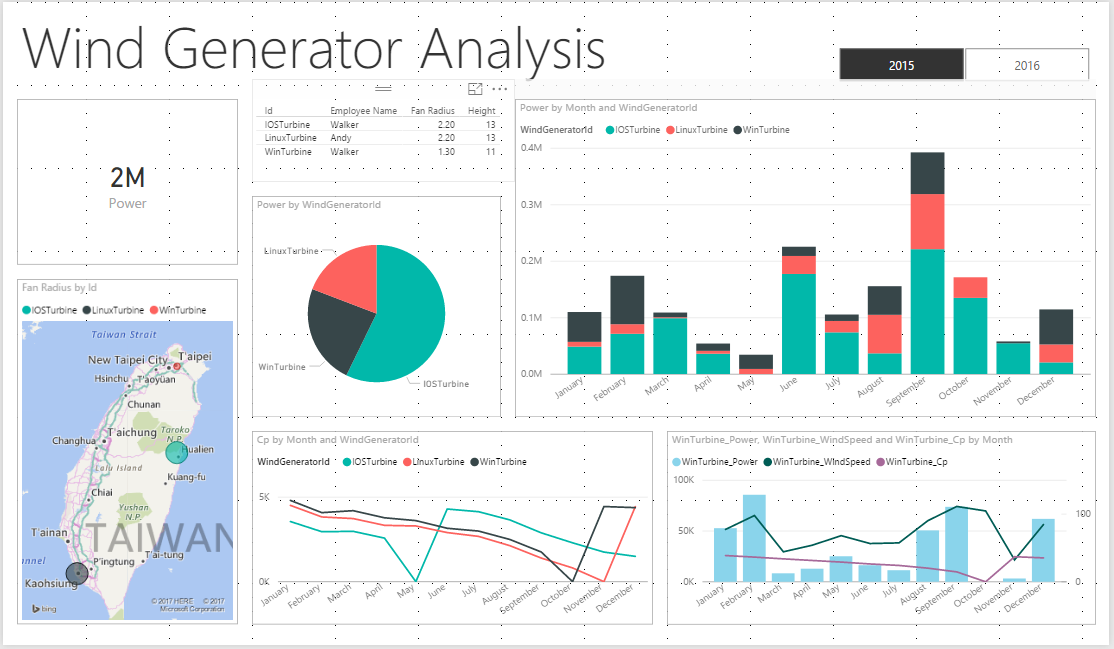 Wind Generator Analysis
2015
2016
2M
Power
Id Employee Name Fan Radius Height
IOSTurbine Walker 2.20 13
LinuxTurbine Andy 2.20 13
WinTurbine Walker 1.30 11
Power by Month and WindGeneratorId
WindGeneratorId IOSTurbine LinuxTurbine WinTurbine
0.4M
0.3M
0.2M
0.1M
0.0M
January February March April May June July August September October November December
Power by WindGeneratorId
LinuxTurbine
WinTurbine
IOSTurbine
Fan Radius by Id
IOSTurbine LinuxTurbine WinTurbine
Taiwan Strait
New Taipei City
T'aipei
Hsinchu
T'aoyuan
Chunan
T'aichung
Taroko
N.P.
Changhua
Hualien
Lalu Island
Kuang-fu
Chiai
Yushan
N.P.
T'ainan
TAIWAN
annel
P'ingtung
T'ai-tung
Kaohsiung
bing
© 2017 HERE © 2017
Microsoft Corporation
Cp by Month and WindGeneratorId
WindGeneratorId IOSTurbine LinuxTurbine WinTurbine
5K
0K
January February March April May June July August September October November December
WinTurbine_Power, WinTurbine_WindSpeed and WinTurbine_Cp by Month
WinTurbine_Power WinTurbine_WindSpeed WinTurbine_Cp
100K
50K
0K
100
0
January February March April May June July August September October November December